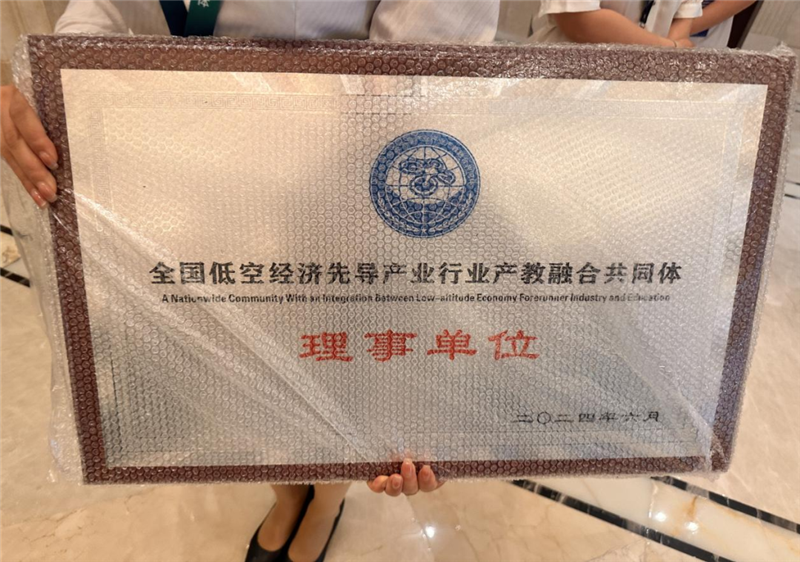 全国低空经济先导产业行业产教融合共同体
A Nationwide Community With an Integration Between Low-altitude Economy Forerunner Industry and Education
理事单位
二〇二四年六月